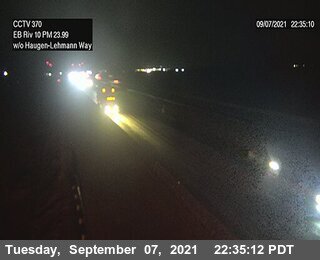 CCTV 370
EB Riv 10 PM 23.99
w/o Haugen-Lehmann Way
09/07/2021 22:35:10
Tuesday, September 07, 2021 22:35:12 PDT